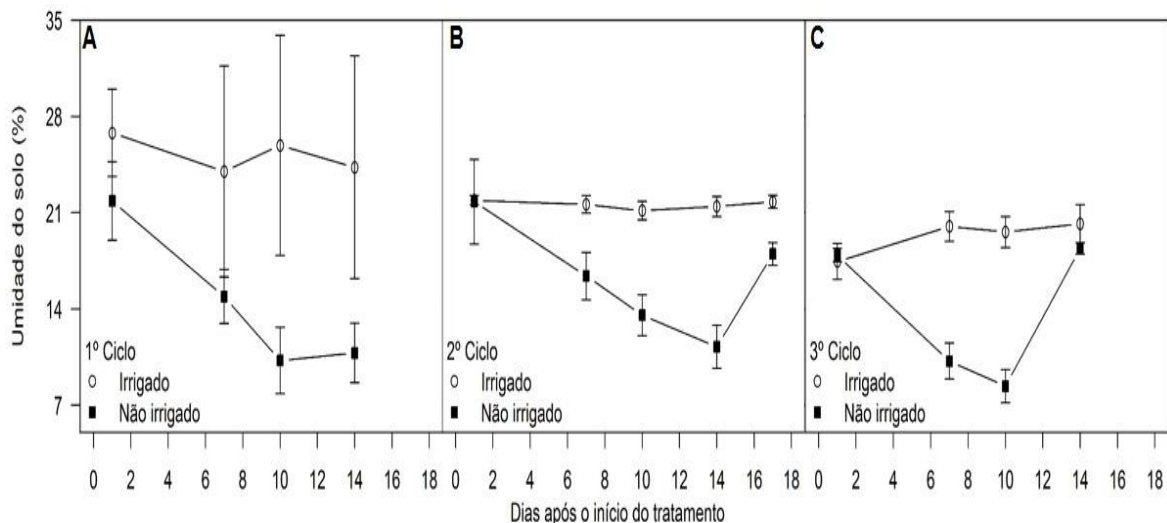 A
B
C
Umidade do solo (%)
35
28
21
14
7
1º Ciclo
Irrigado
Não irrigado
2º Ciclo
Irrigado
Não irrigado
3º Ciclo
Irrigado
Não irrigado
0 2 4 6 8 10 12 14 16 18
0 2 4 6 8 10 12 14 16 18
0 2 4 6 8 10 12 14 16 18
Dias após o início do tratamento